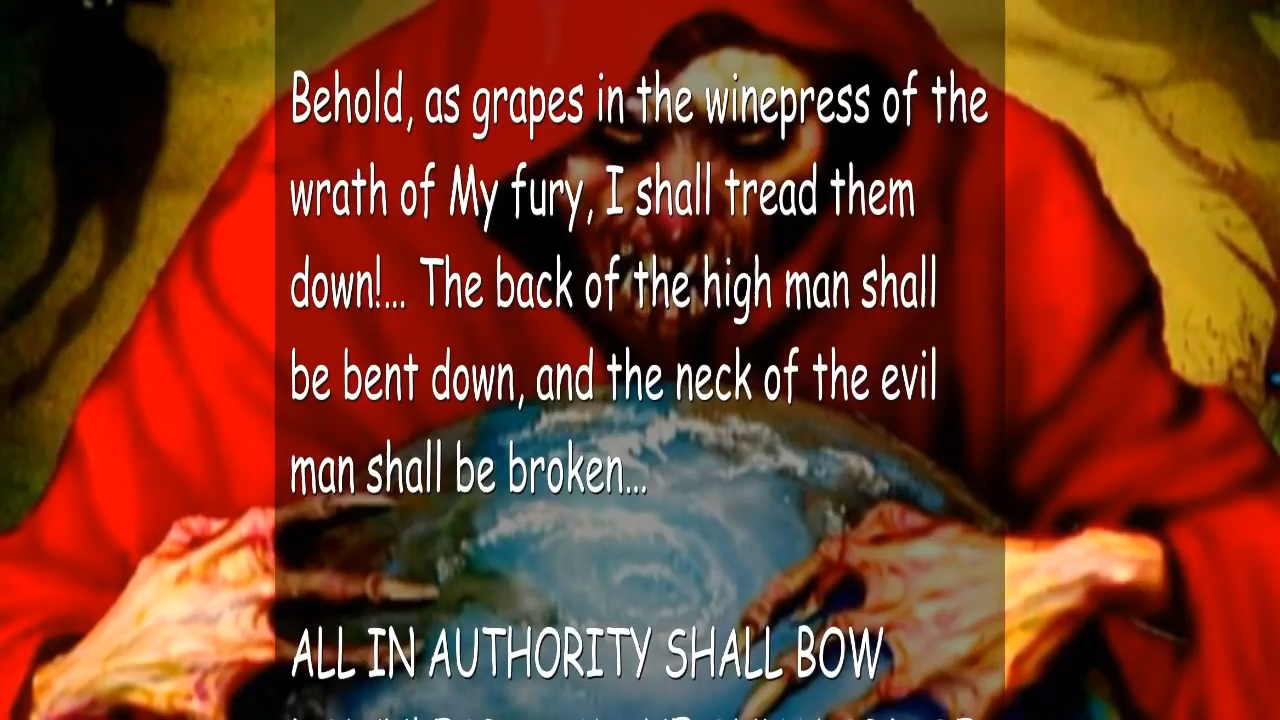 Behold, as grapes in the winepress of the
wrath of My fury, I shall tread them
down!... The back of the high man shall
be bent down, and the neck of the evil
man shall be broken...
ALL IN AUTHORITY SHALL BOW